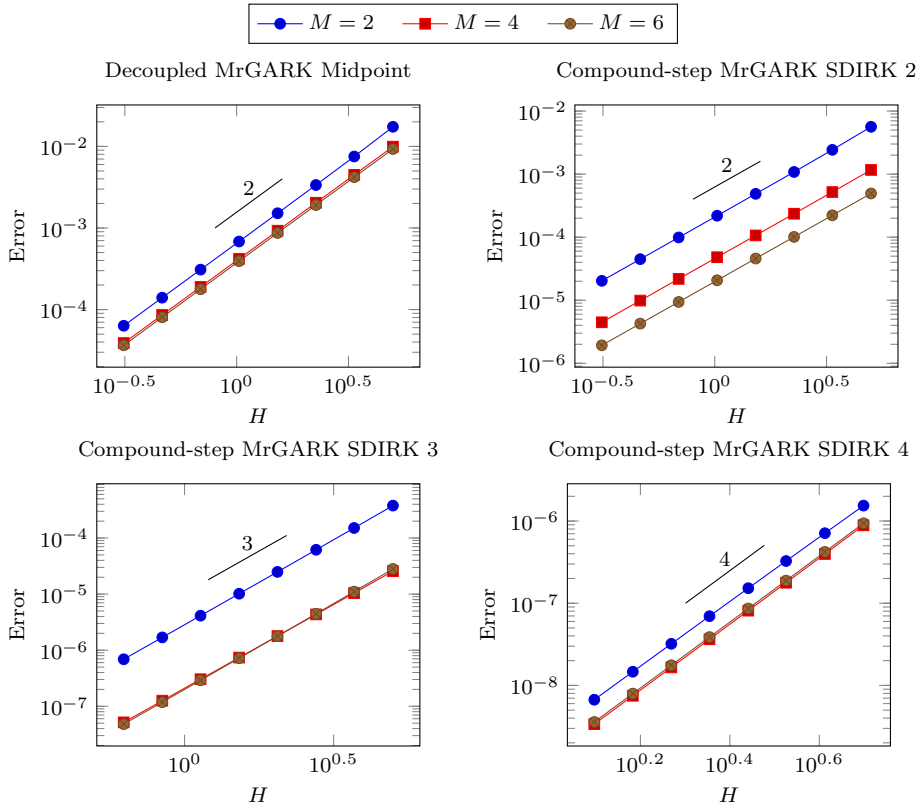 M = 2 M = 4 M = 6
Decoupled MrGARK Midpoint
10^−2
10^−3
10^−4
Error
2
10^−0.5 10^0 10^0.5
H
Compound-step MrGARK SDIRK 2
10^−2
10^−3
10^−4
10^−5
10^−6
Error
2
10^−0.5 10^0 10^0.5
H
Compound-step MrGARK SDIRK 3
10^−4
10^−5
10^−6
10^−7
Error
3
10^0 10^0.5
H
Compound-step MrGARK SDIRK 4
10^−6
10^−7
10^−8
Error
4
10^0.2 10^0.4 10^0.6
H